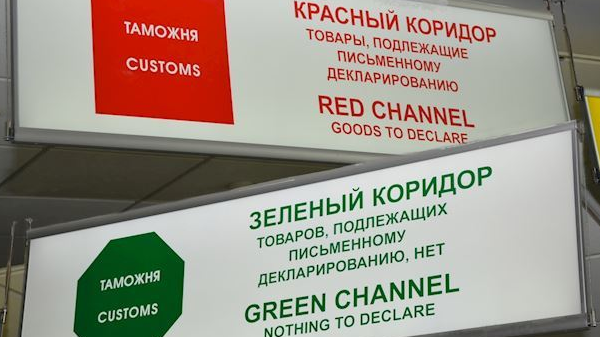 ТАМОЖНЯ
CUSTOMS
КРАСНЫЙ КОРИДОР
ТОВАРЫ, ПОДЛЕЖАЩИЕ
ПИСЬМЕННОМУ
ДЕКЛАРИРОВАНИЮ
RED CHANNEL
GOODS TO DECLARE
ТАМОЖНЯ
CUSTOMS
ЗЕЛЕНЫЙ КОРИДОР
ТОВАРОВ, ПОДЛЕЖАЩИХ
ПИСЬМЕННОМУ
ДЕКЛАРИРОВАНИЮ, НЕТ
GREEN CHANNEL
NOTHING TO DECLARE